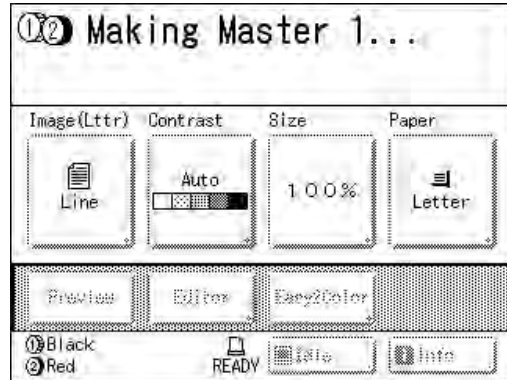 ①② Making Master 1...
Image(Lttr) Contrast Size Paper
Line Auto 100% Letter
Preview Editor Easy2Color
①Black
②Red READY Idle Info